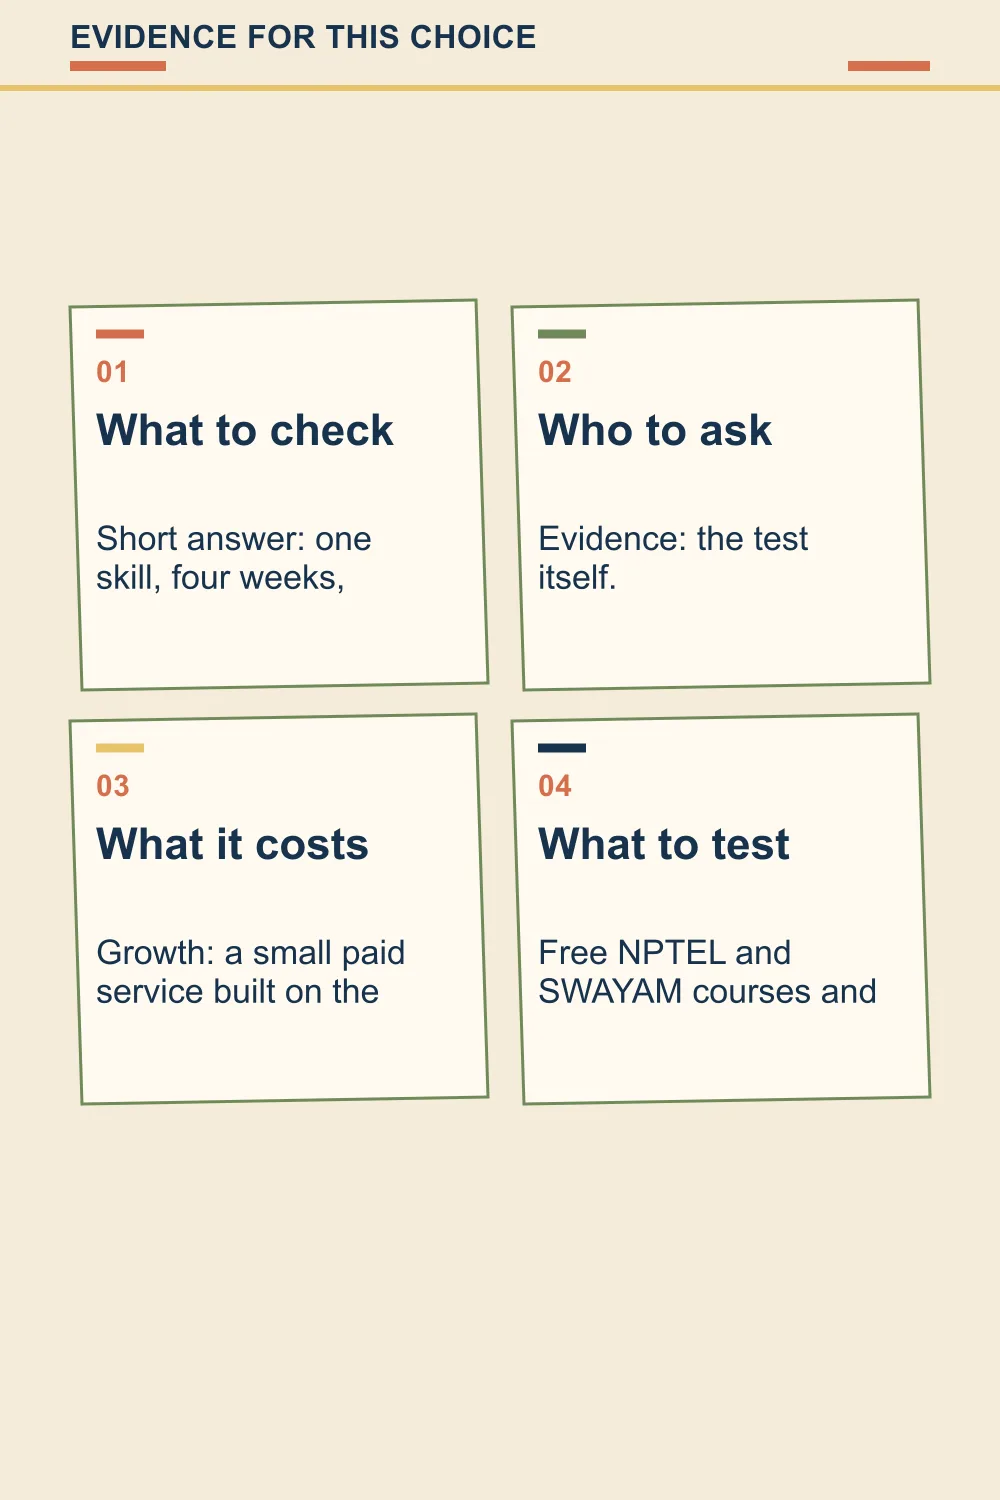 EVIDENCE FOR THIS CHOICE
01
What to check
Short answer: one
skill, four weeks,
02
Who to ask
Evidence: the test
itself.
03
What it costs
Growth: a small paid
service built on the
04
What to test
Free NPTEL and
SWAYAM courses and